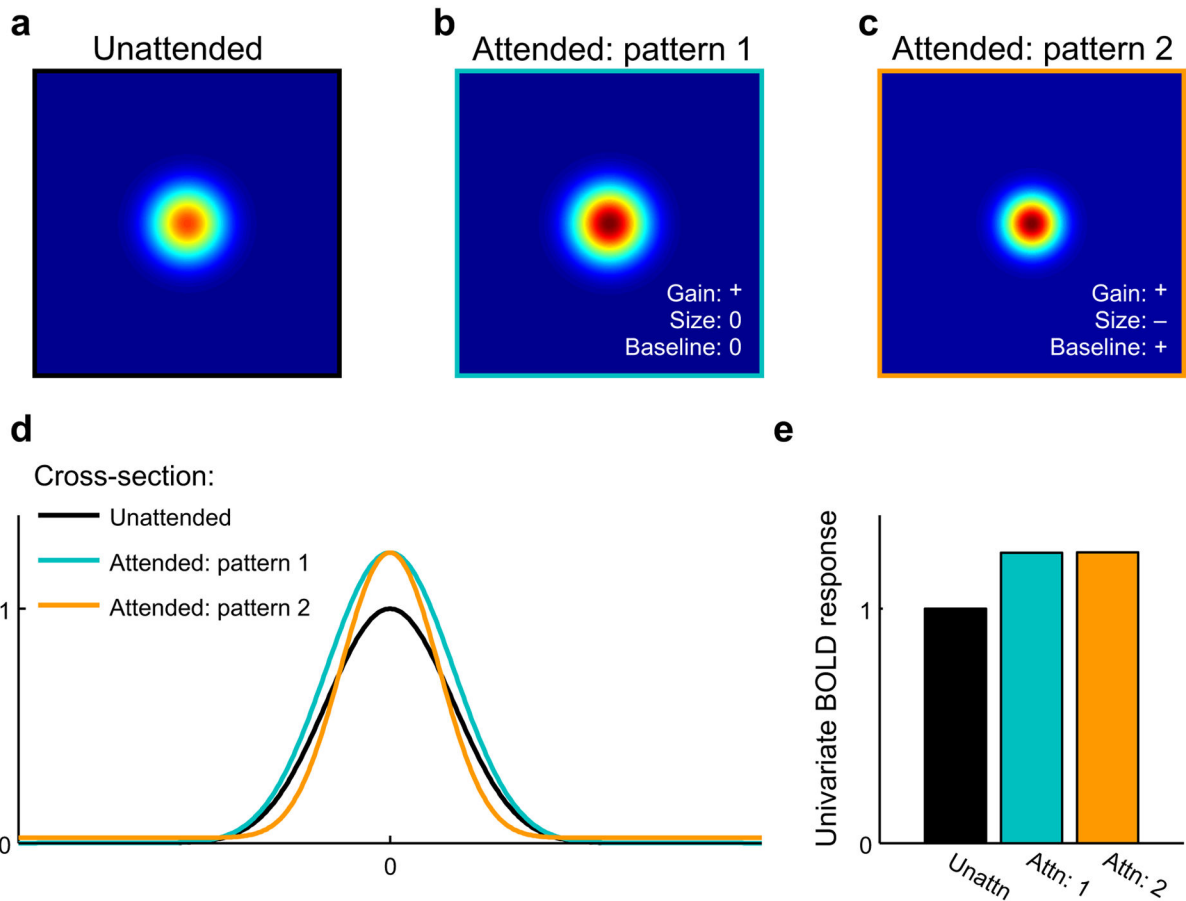 a
Unattended
b
Attended: pattern 1
Gain: +
Size: 0
Baseline: 0
c
Attended: pattern 2
Gain: +
Size: –
Baseline: +
d
Cross-section:
Unattended
Attended: pattern 1
Attended: pattern 2
1
0
0
e
Univariate BOLD response
1
0
Unattn
Attn: 1
Attn: 2